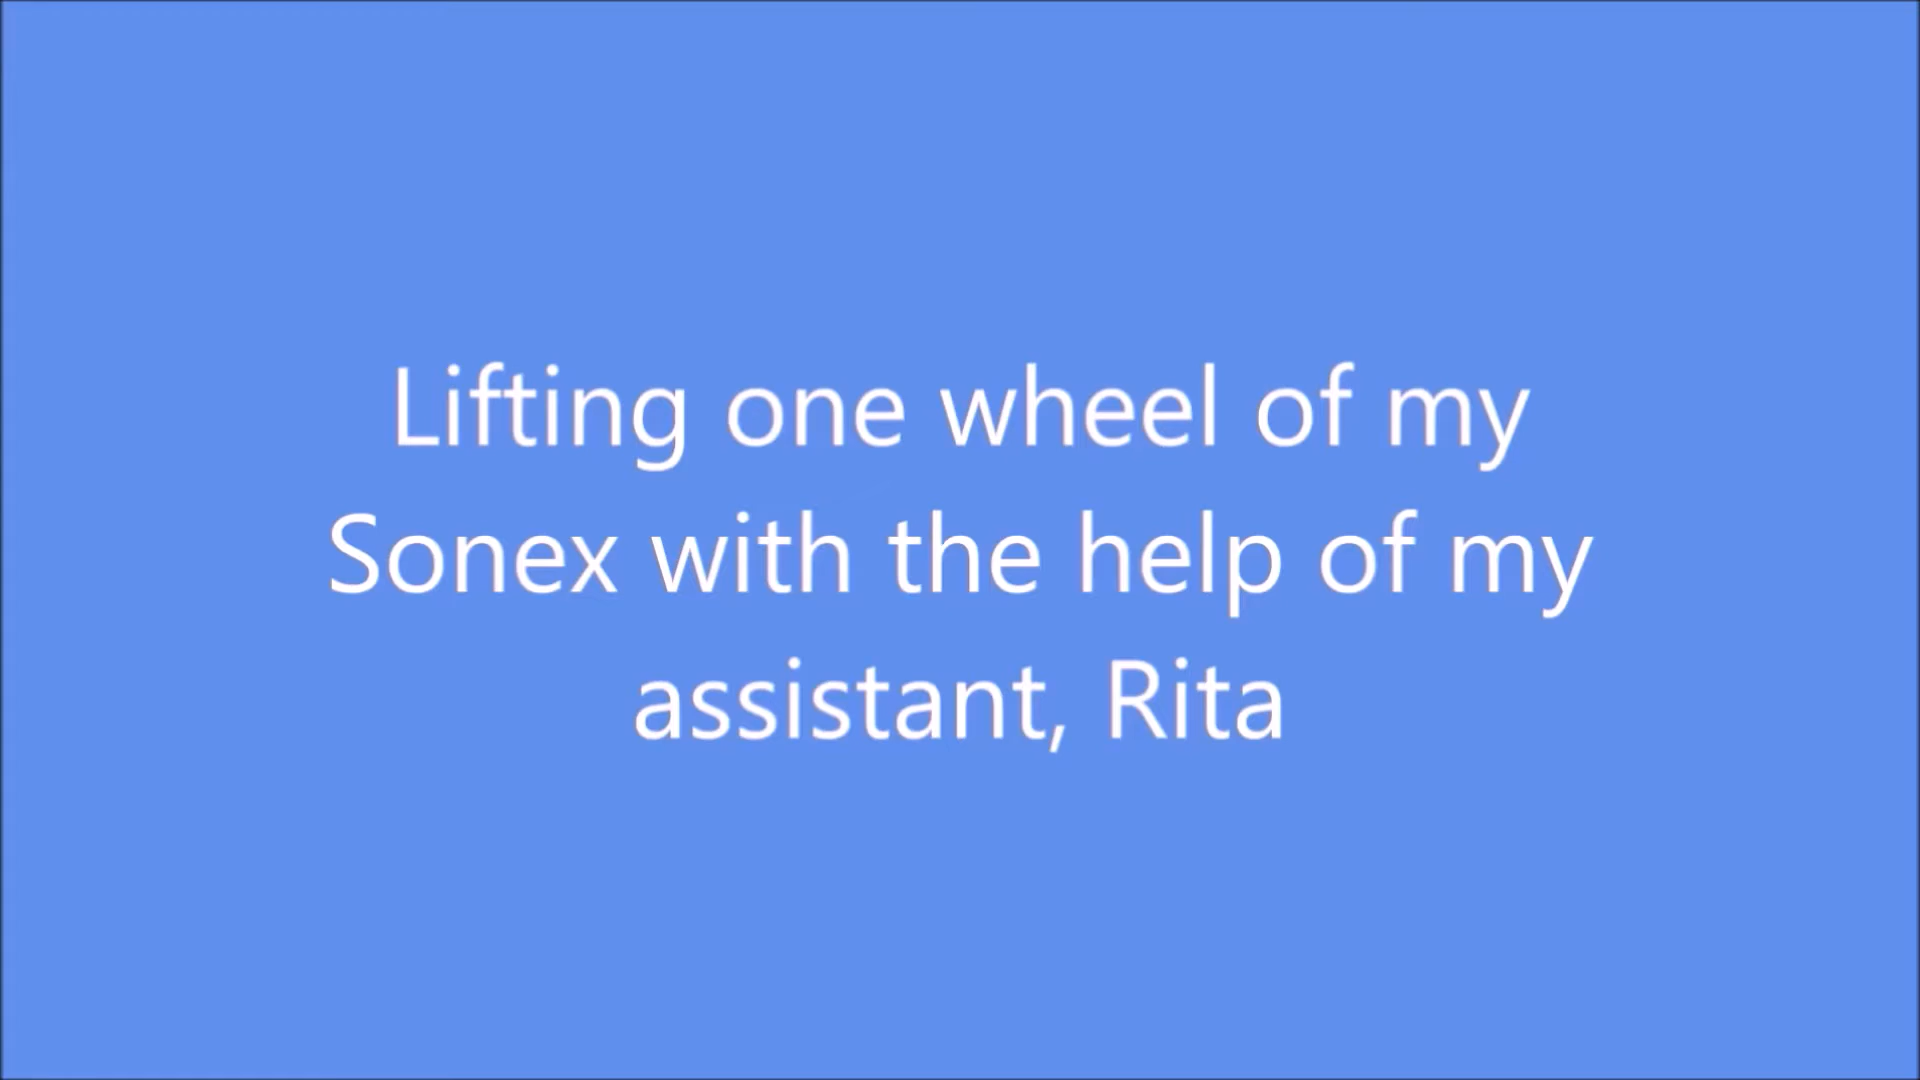 Lifting one wheel of my
Sonex with the help of my
assistant, Rita